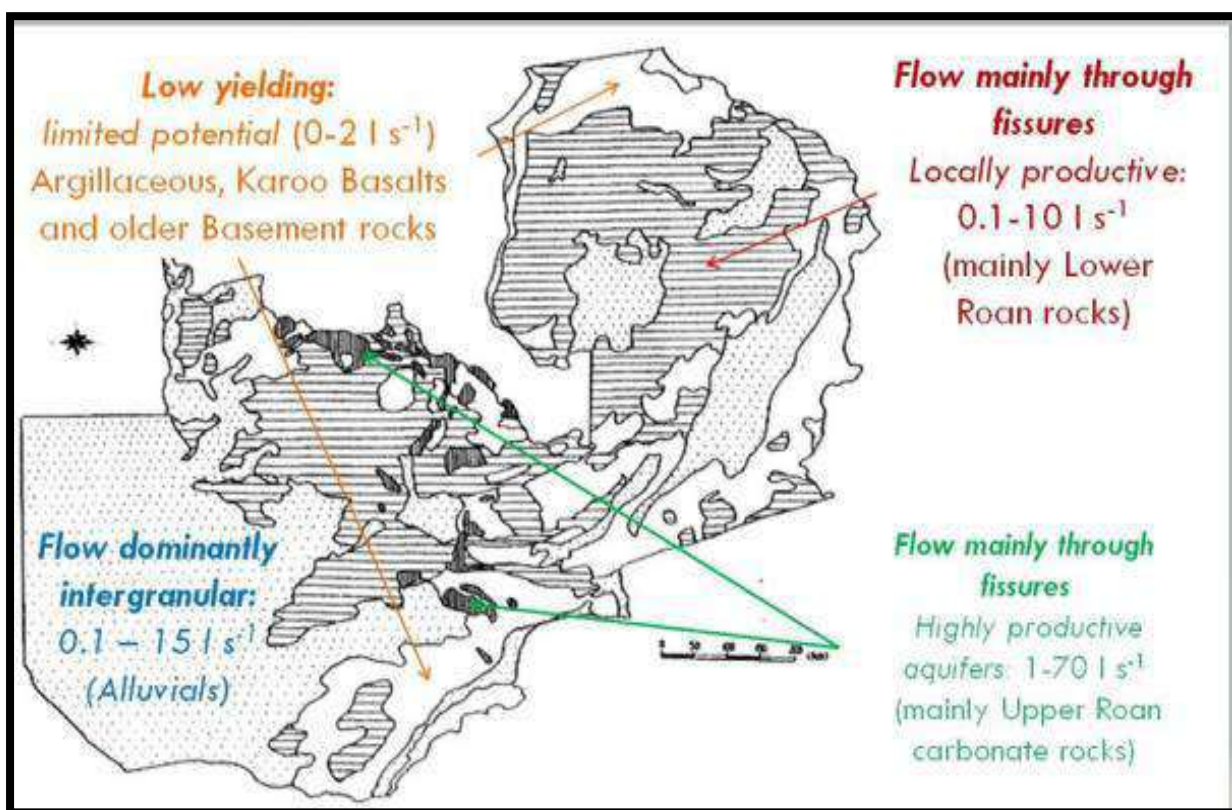 Low yielding:
limited potential (0-2 l s⁻¹)
Argillaceous, Karoo Basalts
and older Basement rocks
Flow mainly through
fissures
Locally productive:
0.1-10 l s⁻¹
(mainly Lower
Roan rocks)
Flow dominantly
intergranular:
0.1 – 15 l s⁻¹
(Alluvials)
Flow mainly through
fissures
Highly productive
aquifers: 1-70 l s⁻¹
(mainly Upper Roan
carbonate rocks)